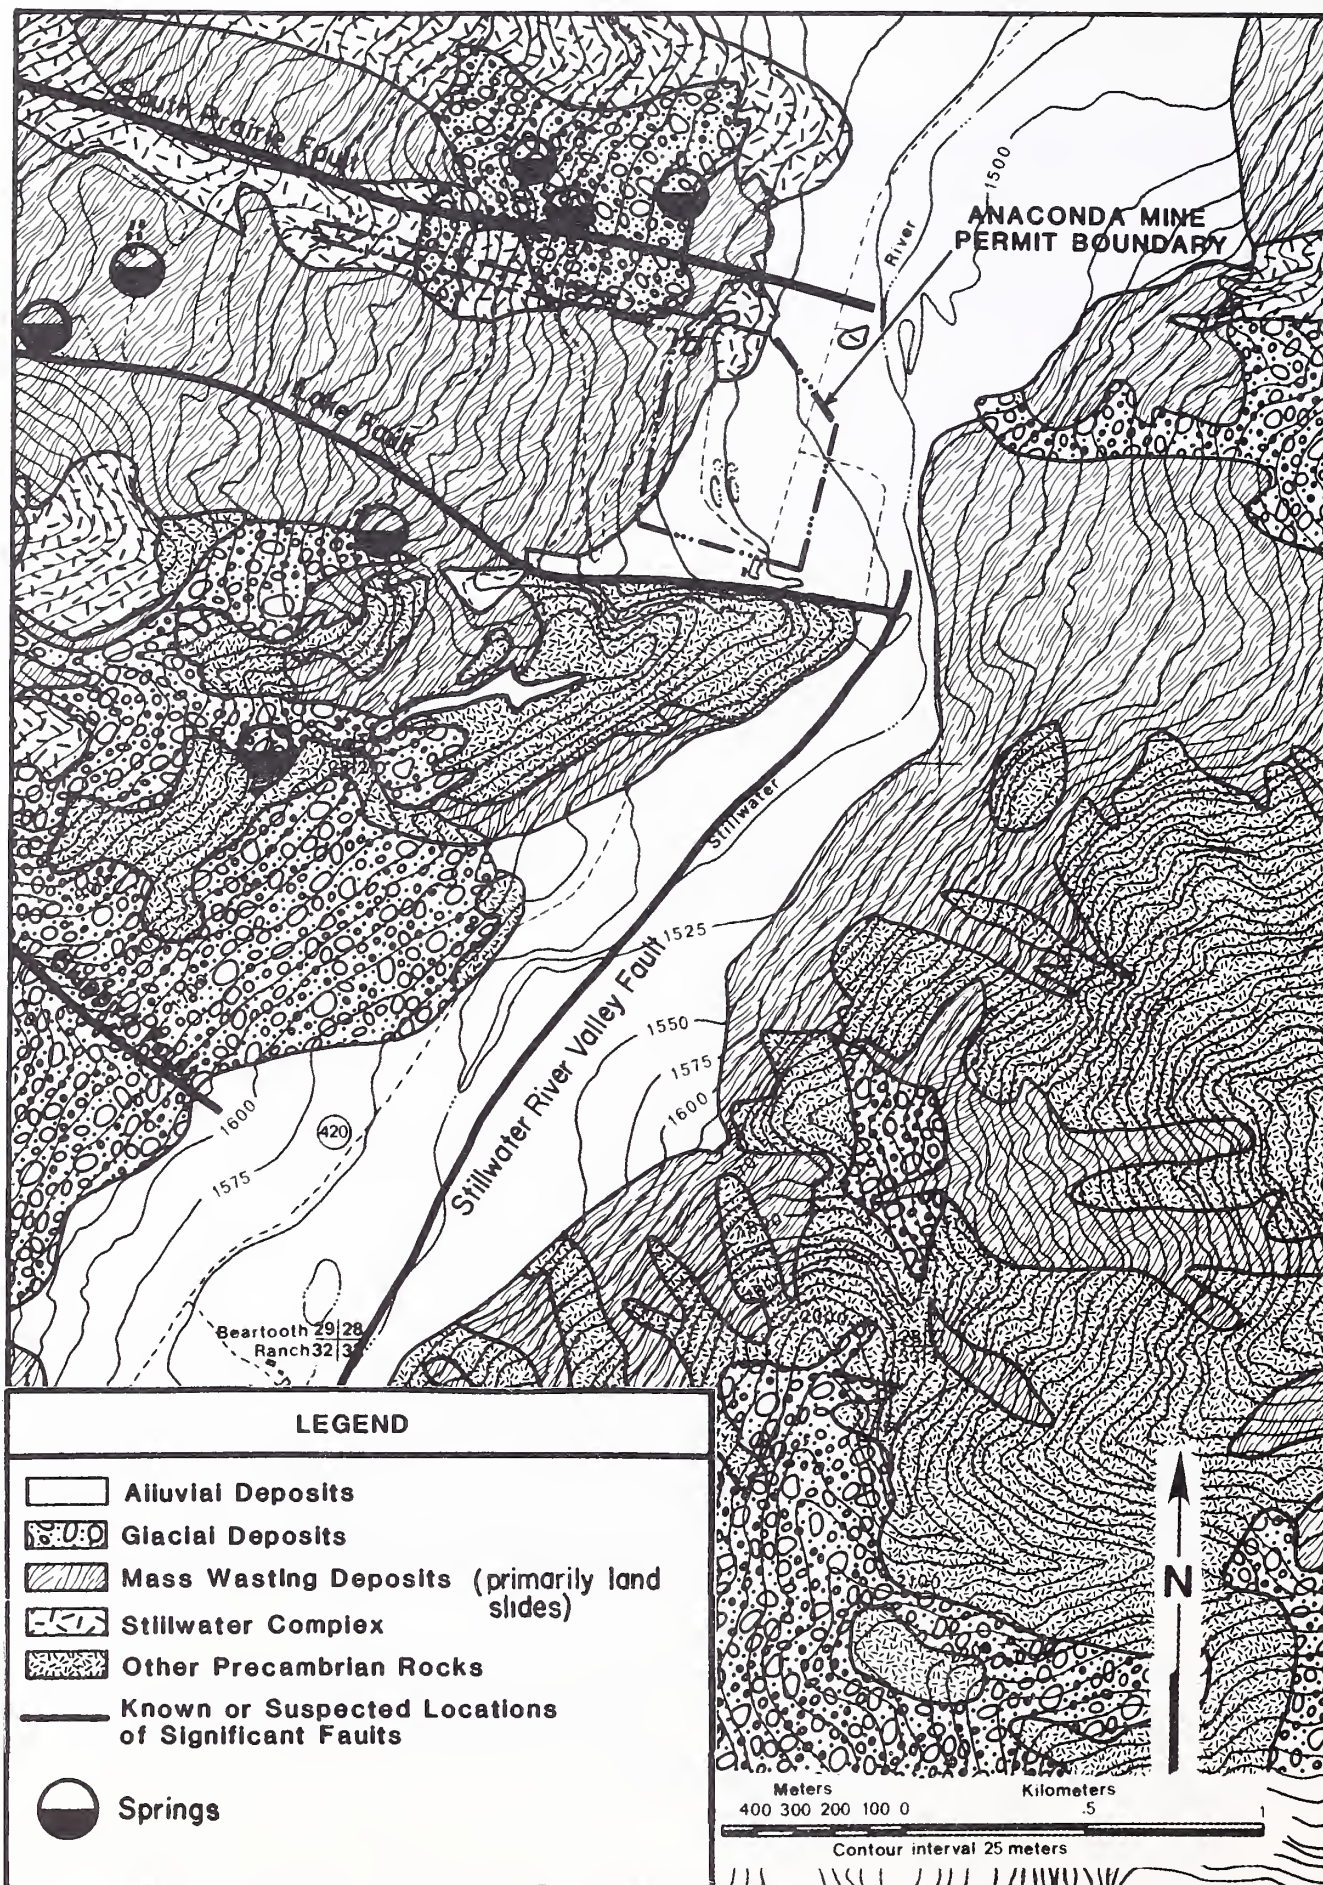 South Prairie Fault
1500
River
ANACONDA MINE
PERMIT BOUNDARY
Lake Fault
Stillwater
1525
Stillwater River Valley Fault
1550
1575
1600
1600
420
1575
Beartooth 29 28
Ranch 32
LEGEND
Alluvial Deposits
Glacial Deposits
Mass Wasting Deposits (primarily land
slides)
Stillwater Complex
Other Precambrian Rocks
Known or Suspected Locations
of Significant Faults
Springs
N
Meters Kilometers
400 300 200 100 0 .5 1
Contour interval 25 meters